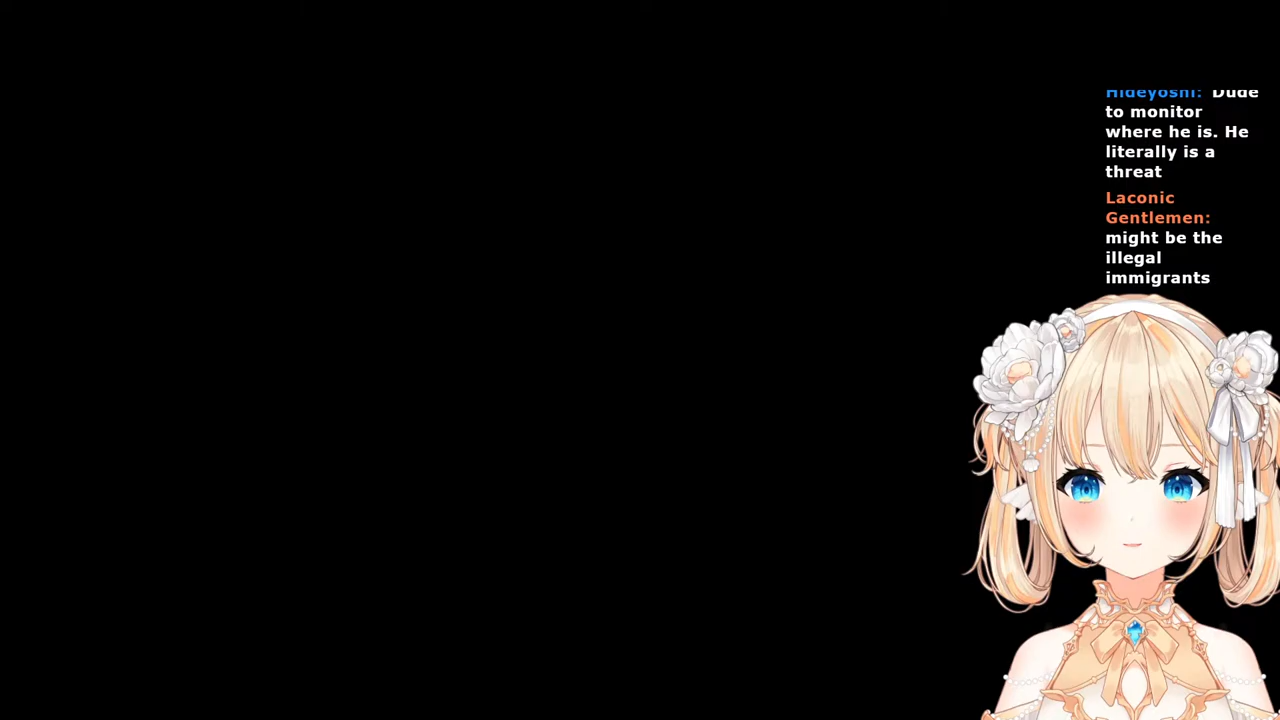 Hideyoshi: Dude
to monitor
where he is. He
literally is a
threat
Laconic
Gentlemen:
might be the
illegal
immigrants